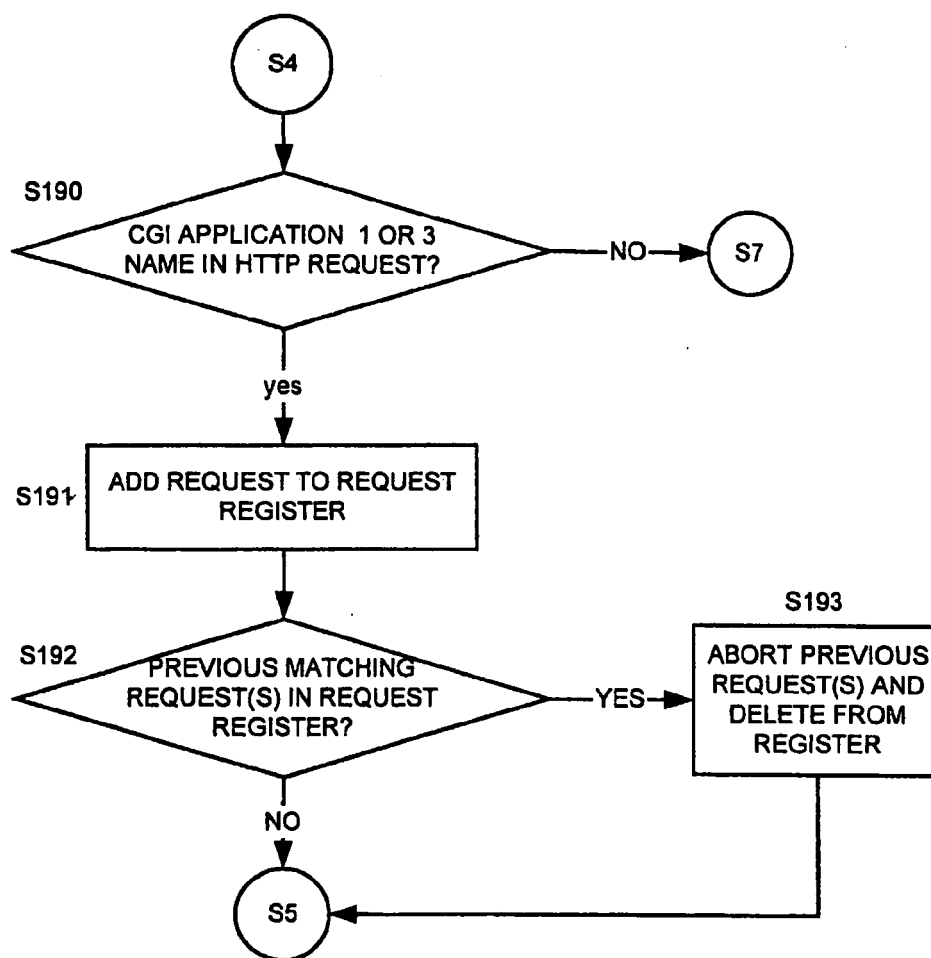 S4
S190
CGI APPLICATION 1 OR 3
NAME IN HTTP REQUEST?
NO
S7
yes
S191
ADD REQUEST TO REQUEST
REGISTER
S192
PREVIOUS MATCHING
REQUEST(S) IN REQUEST
REGISTER?
YES
S193
ABORT PREVIOUS
REQUEST(S) AND
DELETE FROM
REGISTER
NO
S5